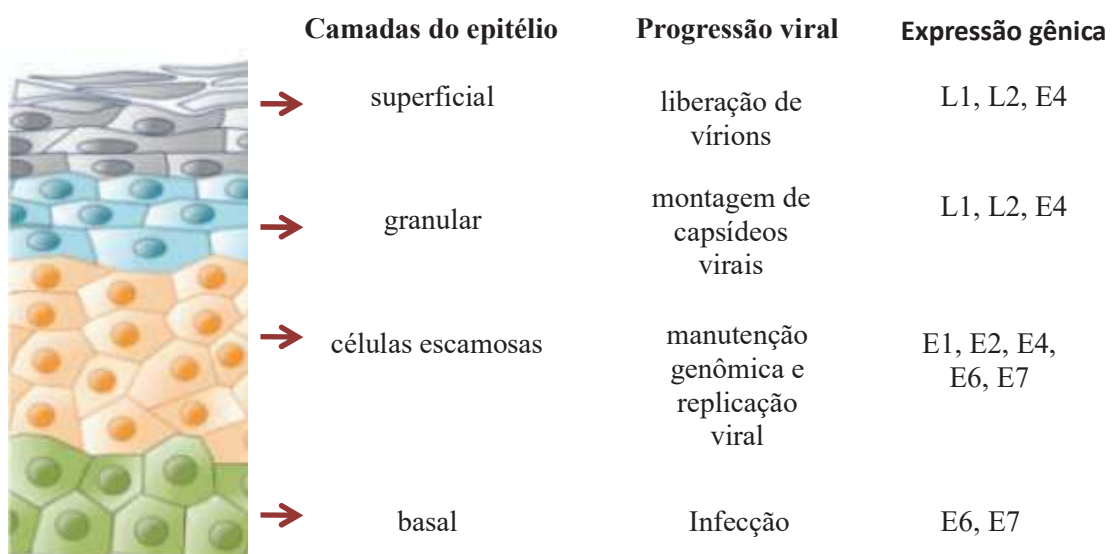 Camadas do epitélio Progressão viral Expressão gênica
superficial
liberação de
vírions
L1, L2, E4
granular
montagem de
capsídeos
virais
L1, L2, E4
células escamosas
manutenção
genômica e
replicação
viral
E1, E2, E4,
E6, E7
basal
Infecção
E6, E7